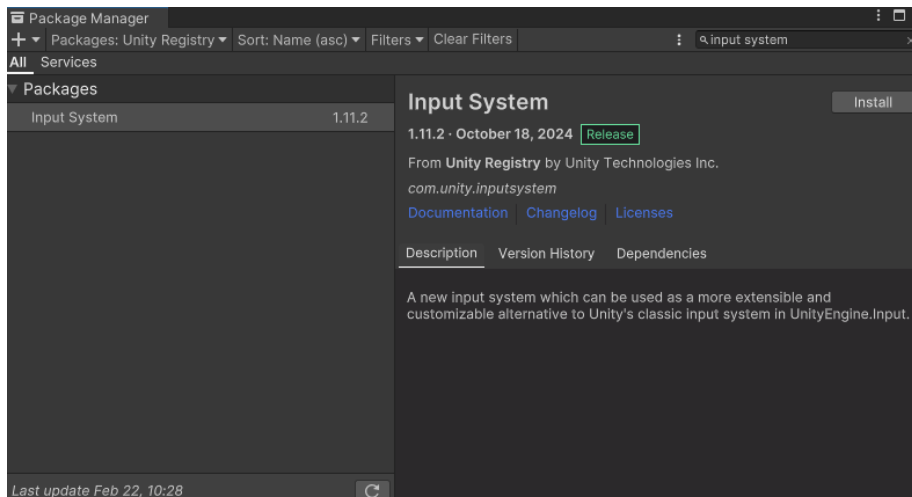 Package Manager
+ Packages: Unity Registry Sort: Name (asc) Filters Clear Filters input system
All Services
Packages
Input System 1.11.2
Input System Install
1.11.2 · October 18, 2024 Release
From Unity Registry by Unity Technologies Inc.
com.unity.inputsystem
Documentation Changelog Licenses
Description Version History Dependencies
A new input system which can be used as a more extensible and
customizable alternative to Unity's classic input system in UnityEngine.Input.
Last update Feb 22, 10:28